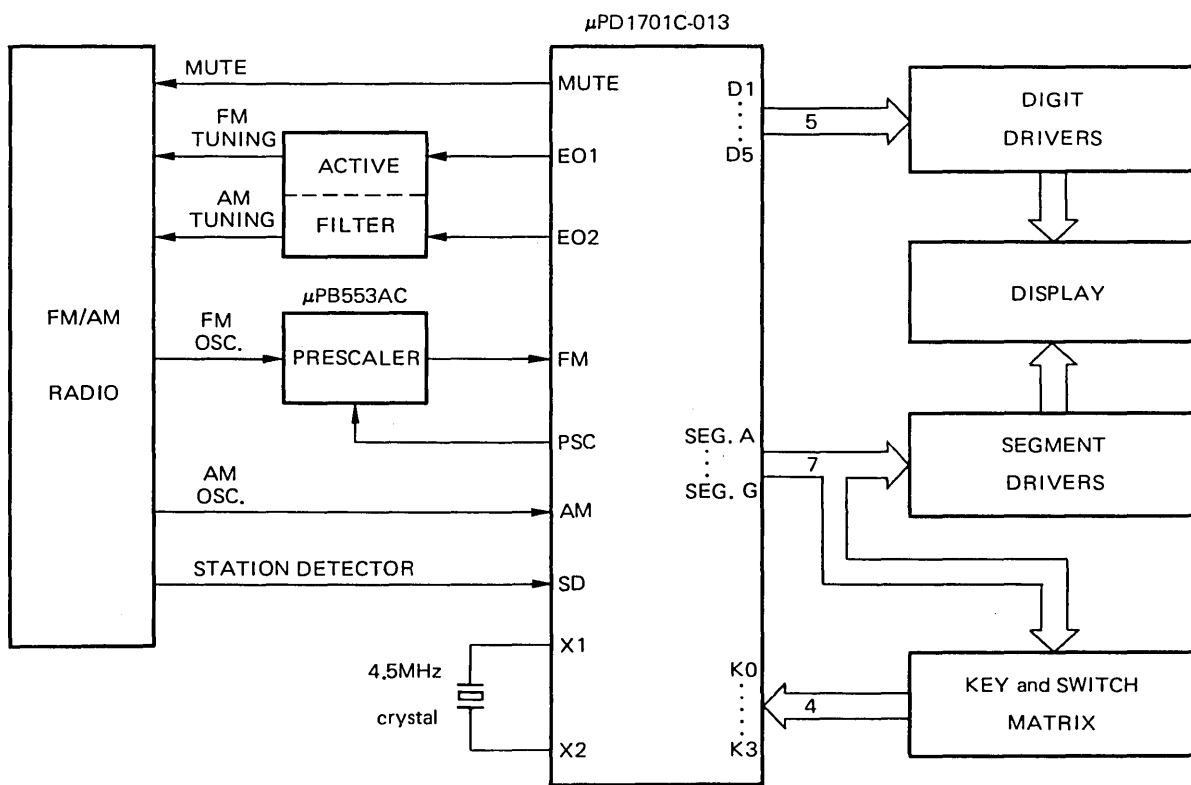 μPD1701C-013
MUTE
MUTE
D1
DIGIT
DRIVERS
5
D5
FM
TUNING
ACTIVE
EO1
AM
TUNING
FILTER
EO2
DISPLAY
μPB553AC
FM/AM
RADIO
FM
OSC.
PRESCALER
FM
PSC
SEG. A
7
SEG. G
SEGMENT
DRIVERS
AM
OSC.
AM
STATION DETECTOR
SD
X1
4.5MHz
crystal
X2
K0
4
K3
KEY and SWITCH
MATRIX